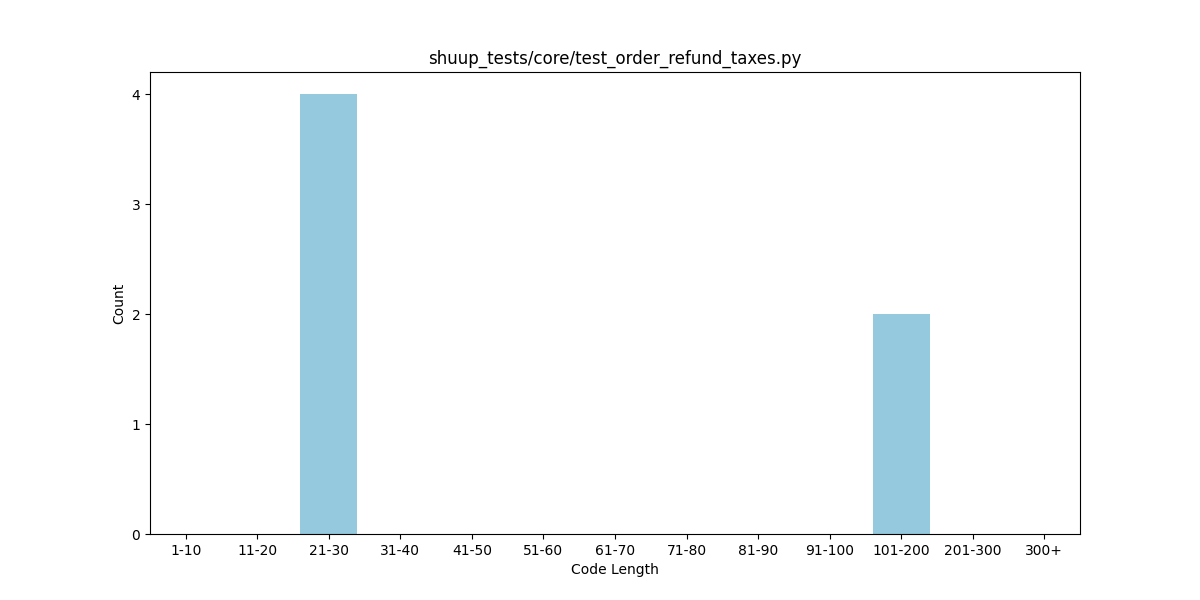 shuup_tests/core/test_order_refund_taxes.py
4
3
2
1
0
Count
1-10 11-20 21-30 31-40 41-50 51-60 61-70 71-80 81-90 91-100 101-200 201-300 300+
Code Length